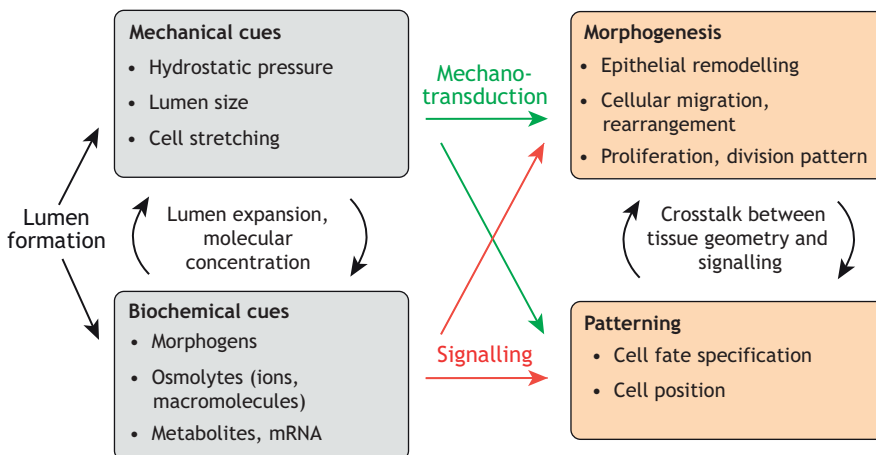 Mechanical cues
• Hydrostatic pressure
• Lumen size
• Cell stretching
Mechano-
transduction
Morphogenesis
• Epithelial remodelling
• Cellular migration,
rearrangement
• Proliferation, division pattern
Lumen
formation
Lumen expansion,
molecular
concentration
Crosstalk between
tissue geometry and
signalling
Biochemical cues
• Morphogens
• Osmolytes (ions,
macromolecules)
• Metabolites, mRNA
Signalling
Patterning
• Cell fate specification
• Cell position